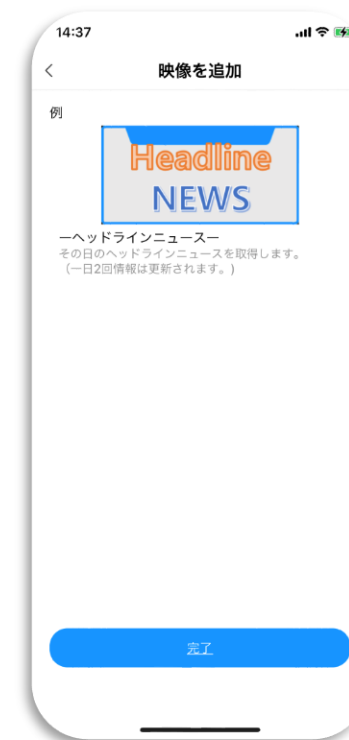 14:37
映像を追加
例
Headline
NEWS
ーヘッドラインニュースー
その日のヘッドラインニュースを取得します。
（一日2回情報は更新されます。)
完了